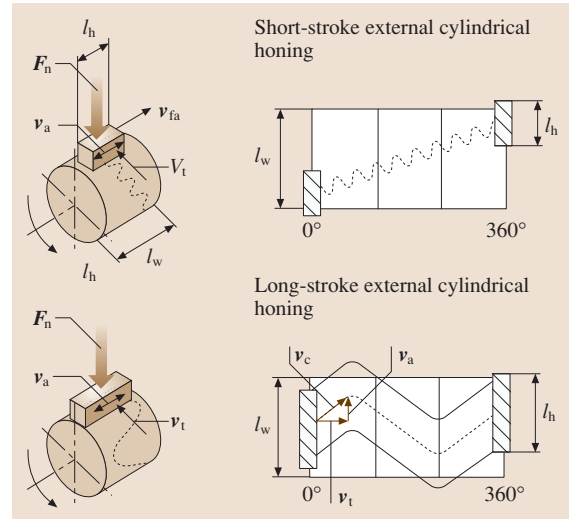 l_h
F_n
v_a
v_fa
V_t
l_w
l_h
Short-stroke external cylindrical
honing
l_w
l_h
0° 360°
F_n
v_a
v_t
Long-stroke external cylindrical
honing
v_c v_a
l_w
l_h
0° 360°
v_t